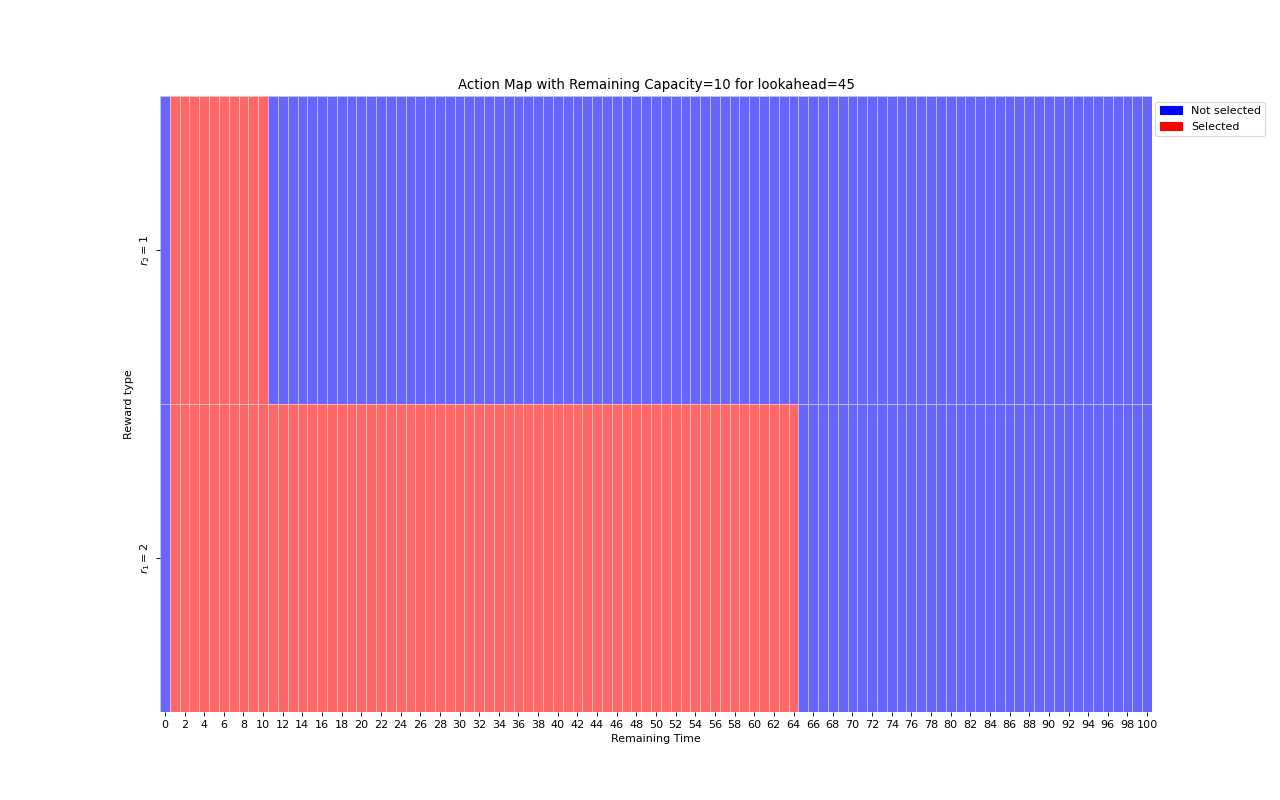 Action Map with Remaining Capacity=10 for lookahead=45
Not selected
Selected
Reward type
r₂ = 1
r₁ = 2
0 2 4 6 8 10 12 14 16 18 20 22 24 26 28 30 32 34 36 38 40 42 44 46 48 50 52 54 56 58 60 62 64 66 68 70 72 74 76 78 80 82 84 86 88 90 92 94 96 98 100
Remaining Time